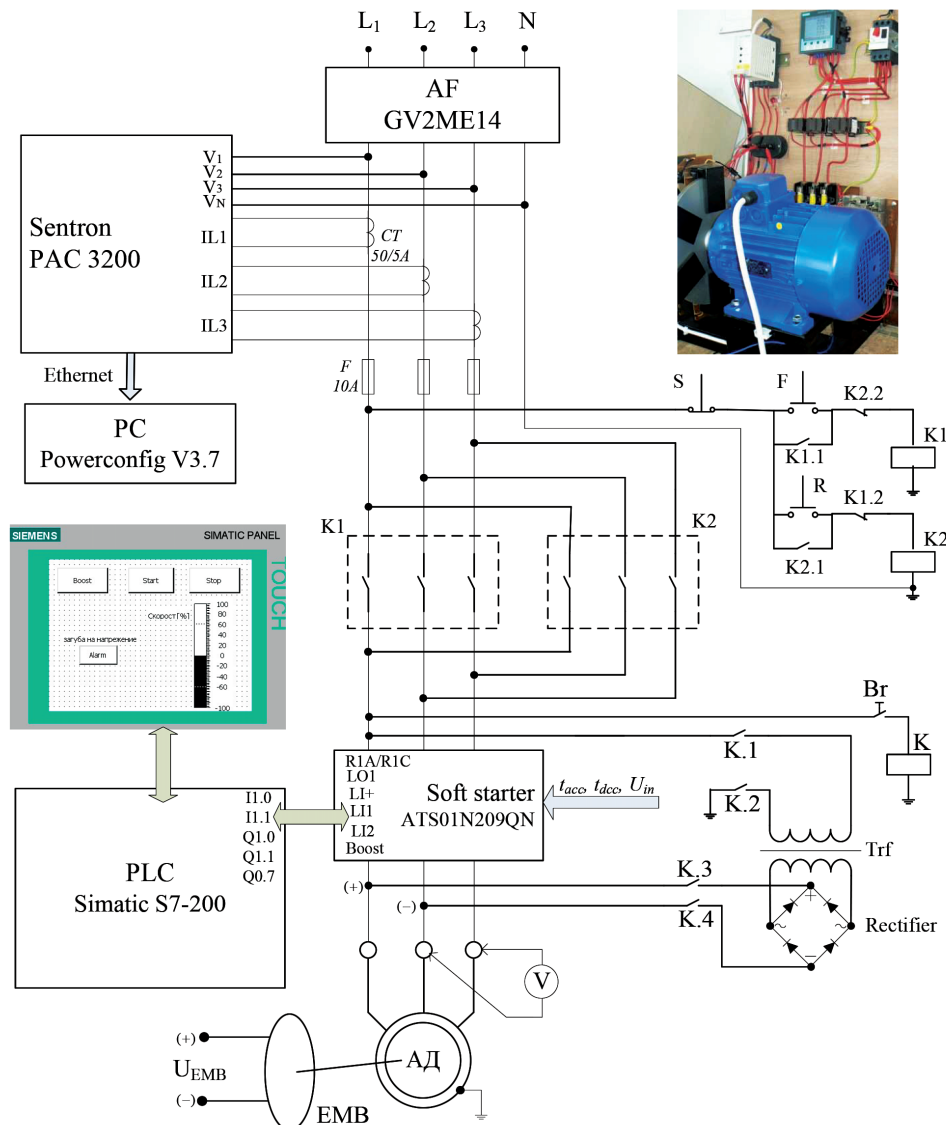 L1 L2 L3 N
AF
GV2ME14
V1
V2
V3
VN
IL1
IL2
IL3
Sentron
PAC 3200
CT
50/5A
Ethernet
F
10A
PC
Powerconfig V3.7
S
F
K2.2
K1
K1.1
R
K1.2
K2
K2.1
SIEMENS
SIMATIC PANEL
TOUCH
Boost
Start
Stop
Скорост [%]
100
80
60
40
20
0
-20
-40
-60
-100
загуба на напрежение
Alarm
K1
K2
Br
K
K.1
K.2
R1A/R1C
LO1
LI+
LI1
LI2
Boost
Soft starter
ATS01N209QN
tacc, tdcc, Uin
Trf
I1.0
I1.1
Q1.0
Q1.1
Q0.7
PLC
Simatic S7-200
(+)
(−)
K.3
K.4
+
~
~
−
Rectifier
V
(+)
UEMB
(−)
EMB
АД